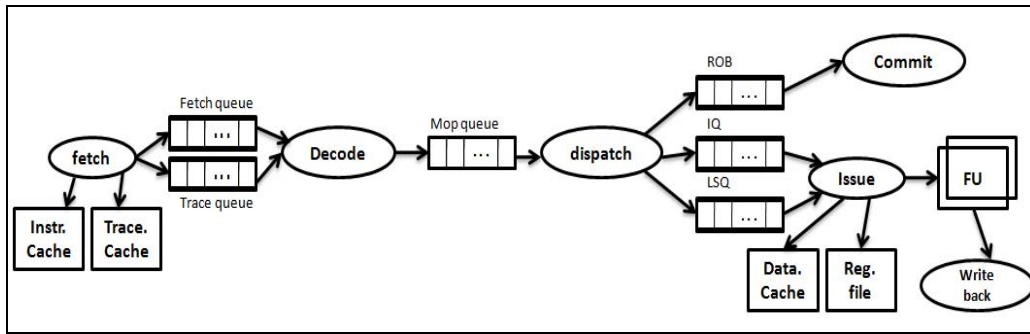 fetch
Instr.
Cache
Trace.
Cache
Fetch queue
...
...
Trace queue
Decode
Mop queue
...
dispatch
ROB
...
IQ
...
LSQ
...
Commit
Issue
Data.
Cache
Reg.
file
FU
Write
back